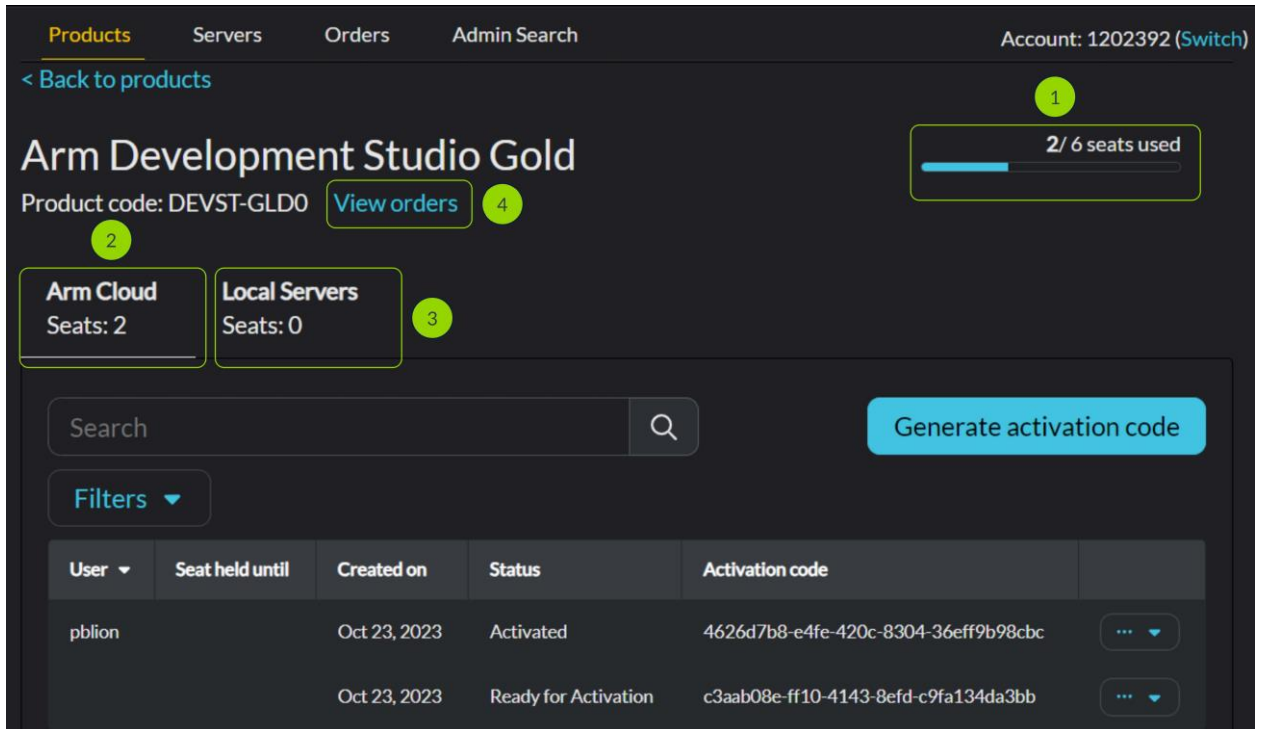 Products Servers Orders Admin Search Account: 1202392 (Switch)
< Back to products
1
Arm Development Studio Gold
2/ 6 seats used
Product code: DEVST-GLD0 View orders 4
2
Arm Cloud
Seats: 2
Local Servers
Seats: 0
3
Search
Generate activation code
Filters
User Seat held until Created on Status Activation code
pblion Oct 23, 2023 Activated 4626d7b8-e4fe-420c-8304-36eff9b98cbc ...
Oct 23, 2023 Ready for Activation c3aab08e-ff10-4143-8efd-c9fa134da3bb ...